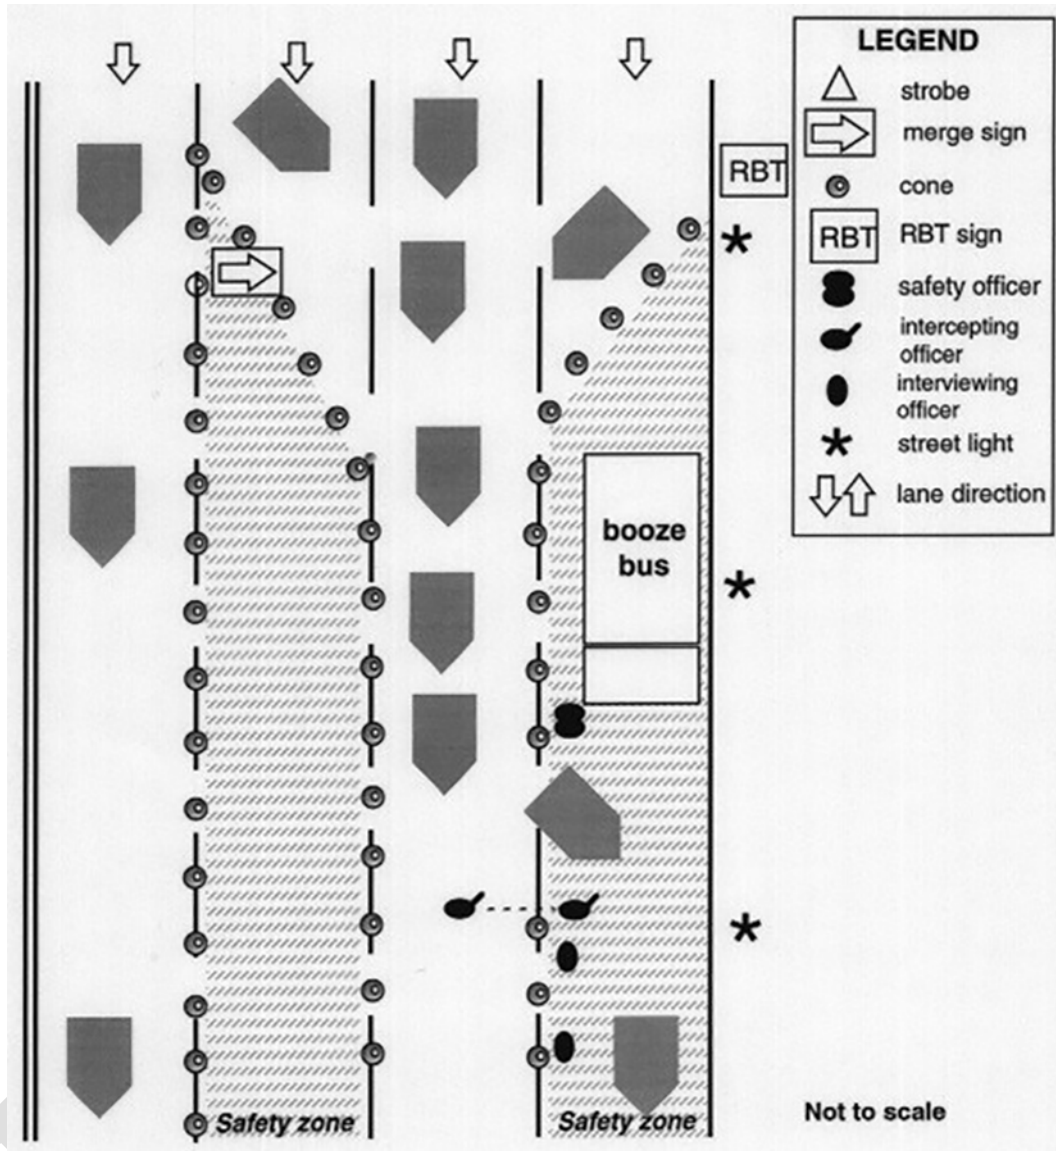 LEGEND
strobe
merge sign
cone
RBT
RBT sign
safety officer
intercepting
officer
interviewing
officer
street light
lane direction
RBT
booze
bus
Safety zone
Safety zone
Not to scale